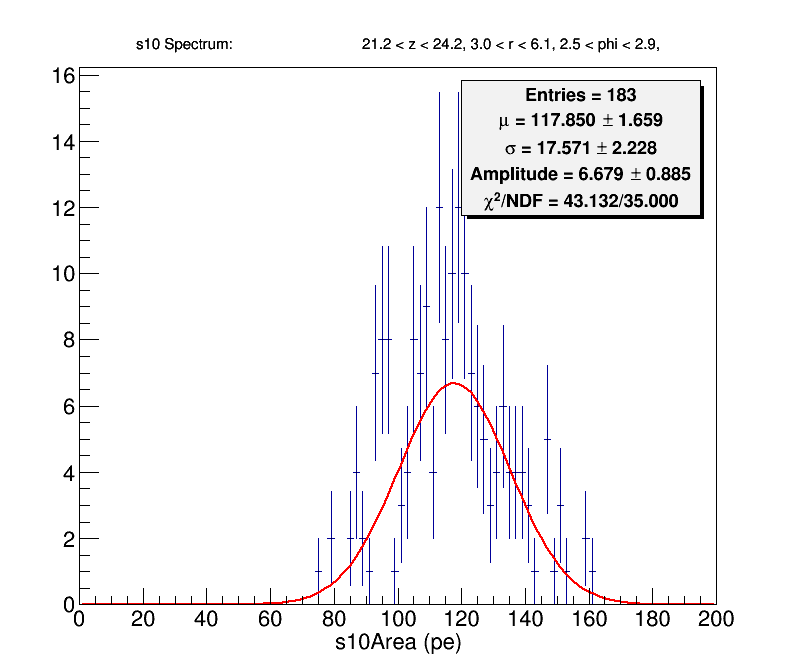 s10 Spectrum: 21.2 < z < 24.2, 3.0 < r < 6.1, 2.5 < phi < 2.9,
Entries = 183
μ = 117.850 ± 1.659
σ = 17.571 ± 2.228
Amplitude = 6.679 ± 0.885
χ²/NDF = 43.132/35.000
16
14
12
10
8
6
4
2
0
0 20 40 60 80 100 120 140 160 180 200
s10Area (pe)